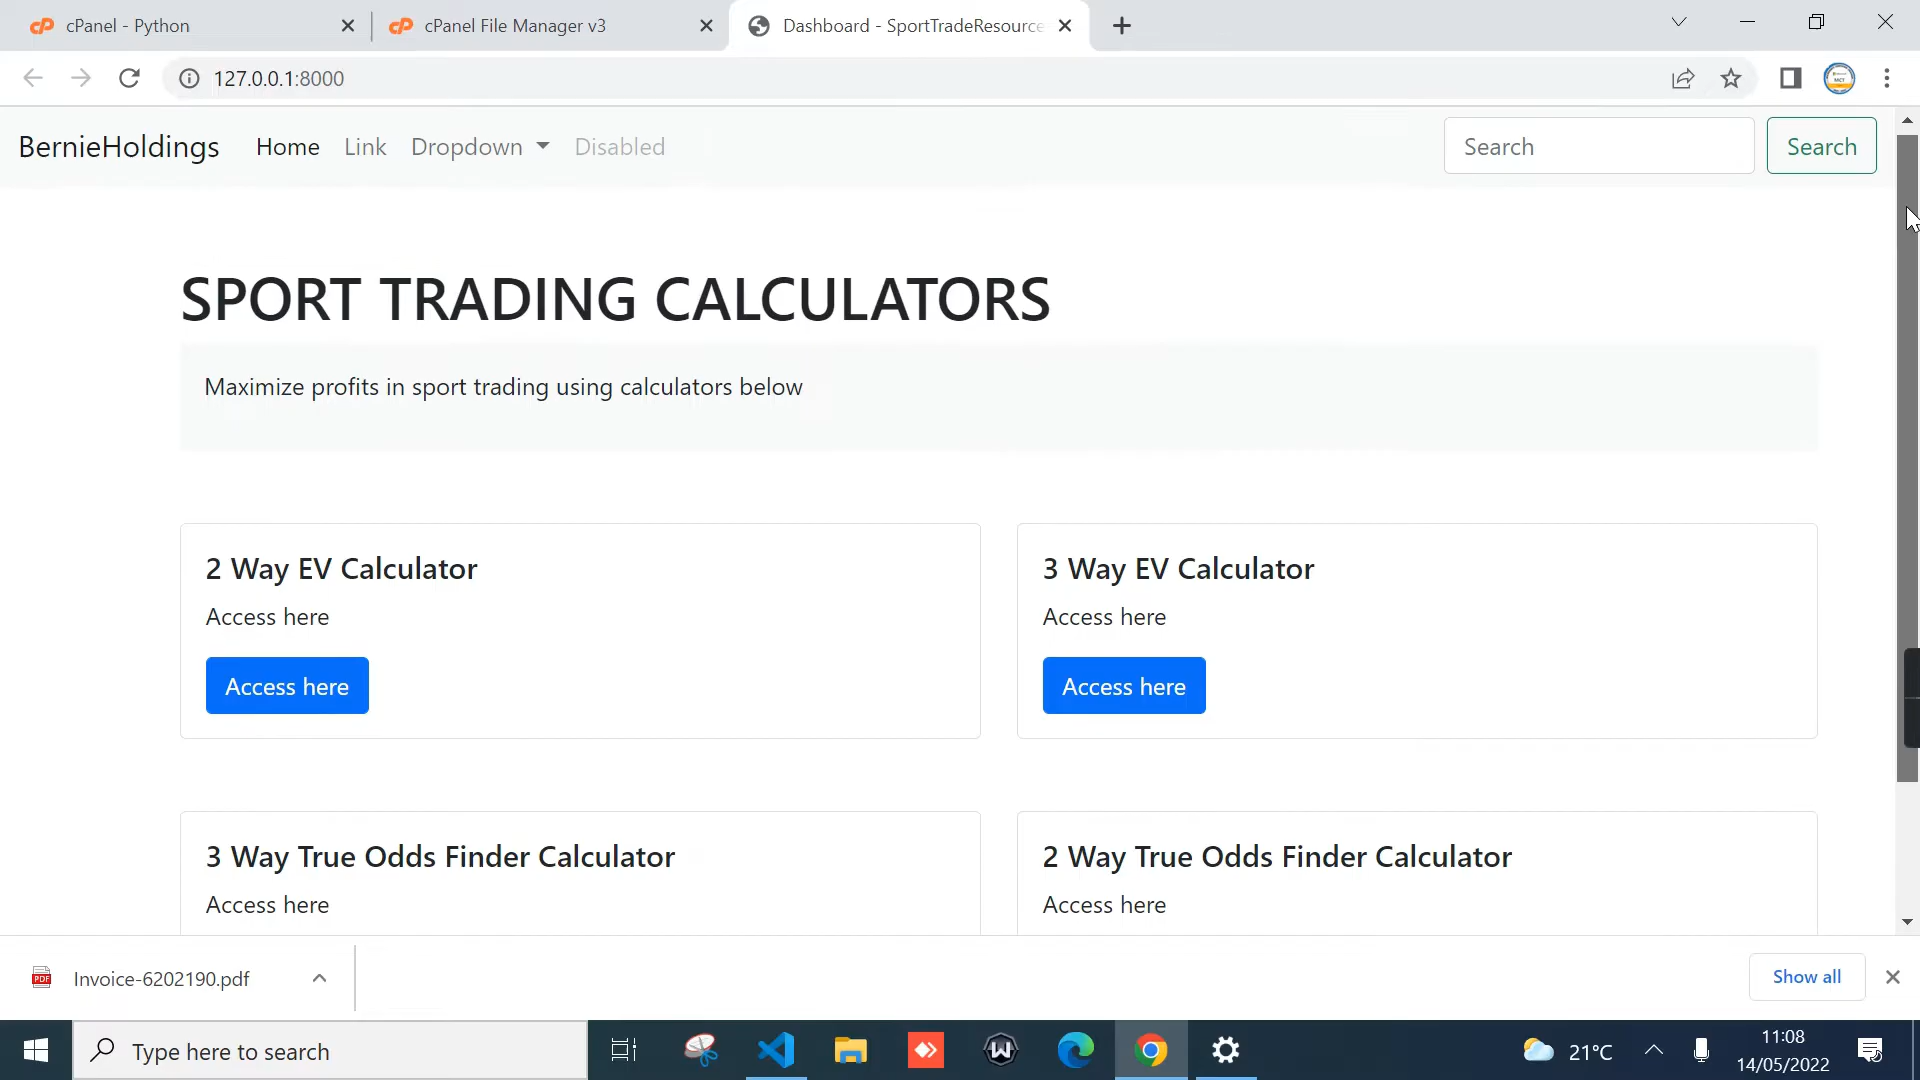 cPanel - Python
cPanel File Manager v3
Dashboard - SportTradeResource
127.0.0.1:8000
BernieHoldings
Home
Link
Dropdown
Disabled
Search
Search
SPORT TRADING CALCULATORS
Maximize profits in sport trading using calculators below
2 Way EV Calculator
Access here
Access here
3 Way EV Calculator
Access here
Access here
3 Way True Odds Finder Calculator
Access here
2 Way True Odds Finder Calculator
Access here
Invoice-6202190.pdf
Show all
Type here to search
21°C
11:08
14/05/2022